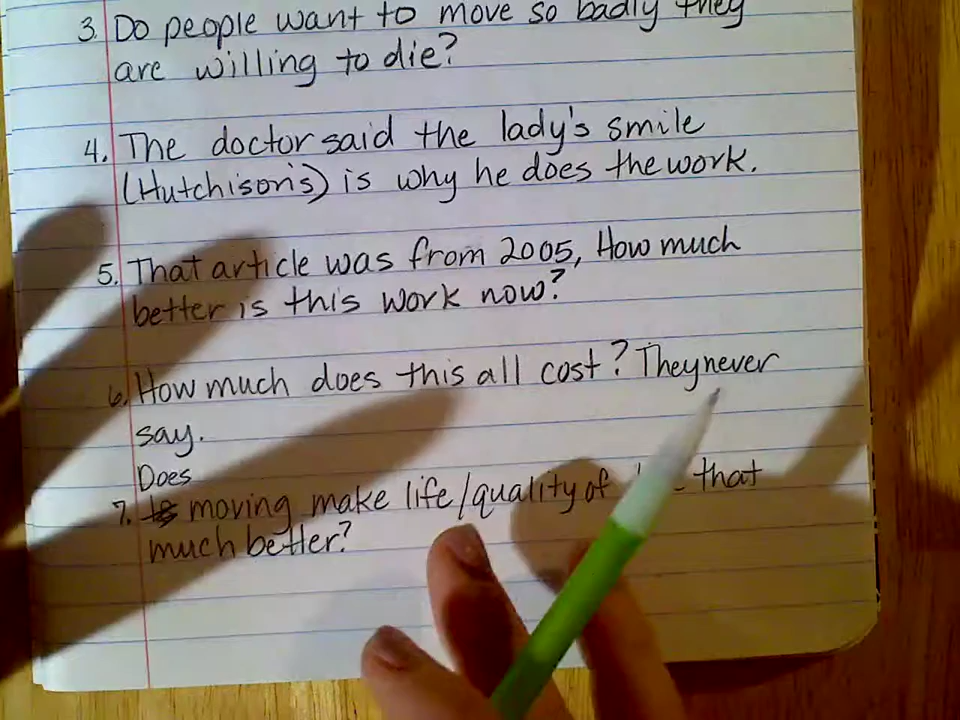 3. Do people want to move so badly they
are willing to die?
4. The doctor said the lady's smile
(Hutchison's) is why he does the work.
5. That article was from 2005, How much
better is this work now?
6. How much does this all cost? They never
say.
Does
7. Is moving make life/quality of that
much better?